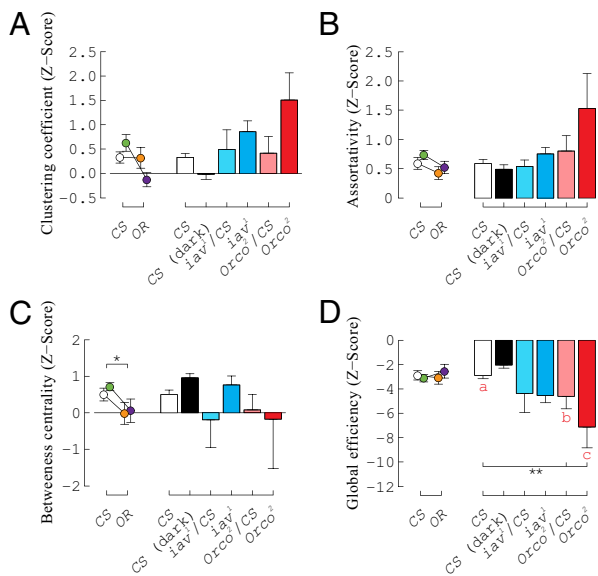 A
Clustering coefficient (Z−Score)
2.5
2.0
1.5
1.0
0.5
0.0
−0.5
CS
OR
CS
CS (dark)
iav¹/CS
iav¹
Orco²/CS
Orco²
B
Assortativity (Z−Score)
2.5
2.0
1.5
1.0
0.5
0
CS
OR
CS
CS (dark)
iav¹/CS
iav¹
Orco²/CS
Orco²
C
Betweeness centrality (Z−Score)
2
1
0
−1
−2
*
CS
OR
CS
CS (dark)
iav¹/CS
iav¹
Orco²/CS
Orco²
D
Global efficiency (Z−Score)
0
−2
−4
−6
−8
−10
−12
a
b
c
**
CS
OR
CS
CS (dark)
iav¹/CS
iav¹
Orco²/CS
Orco²